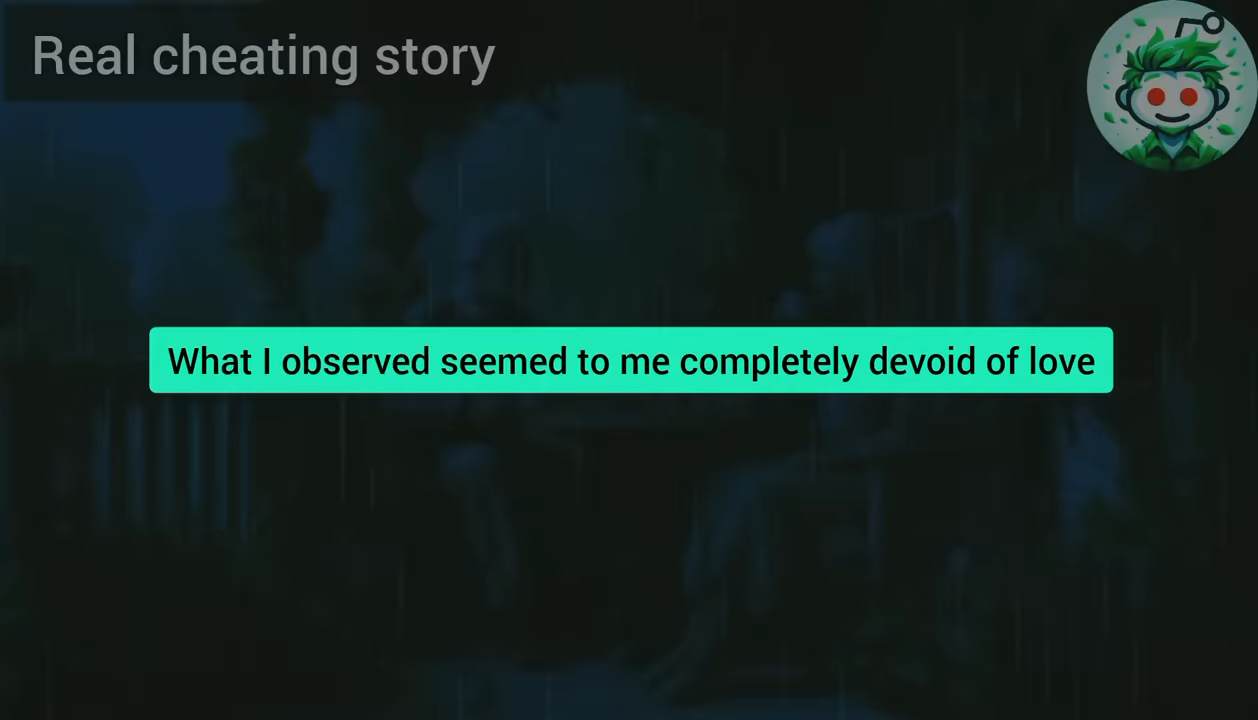 Real cheating story
What I observed seemed to me completely devoid of love